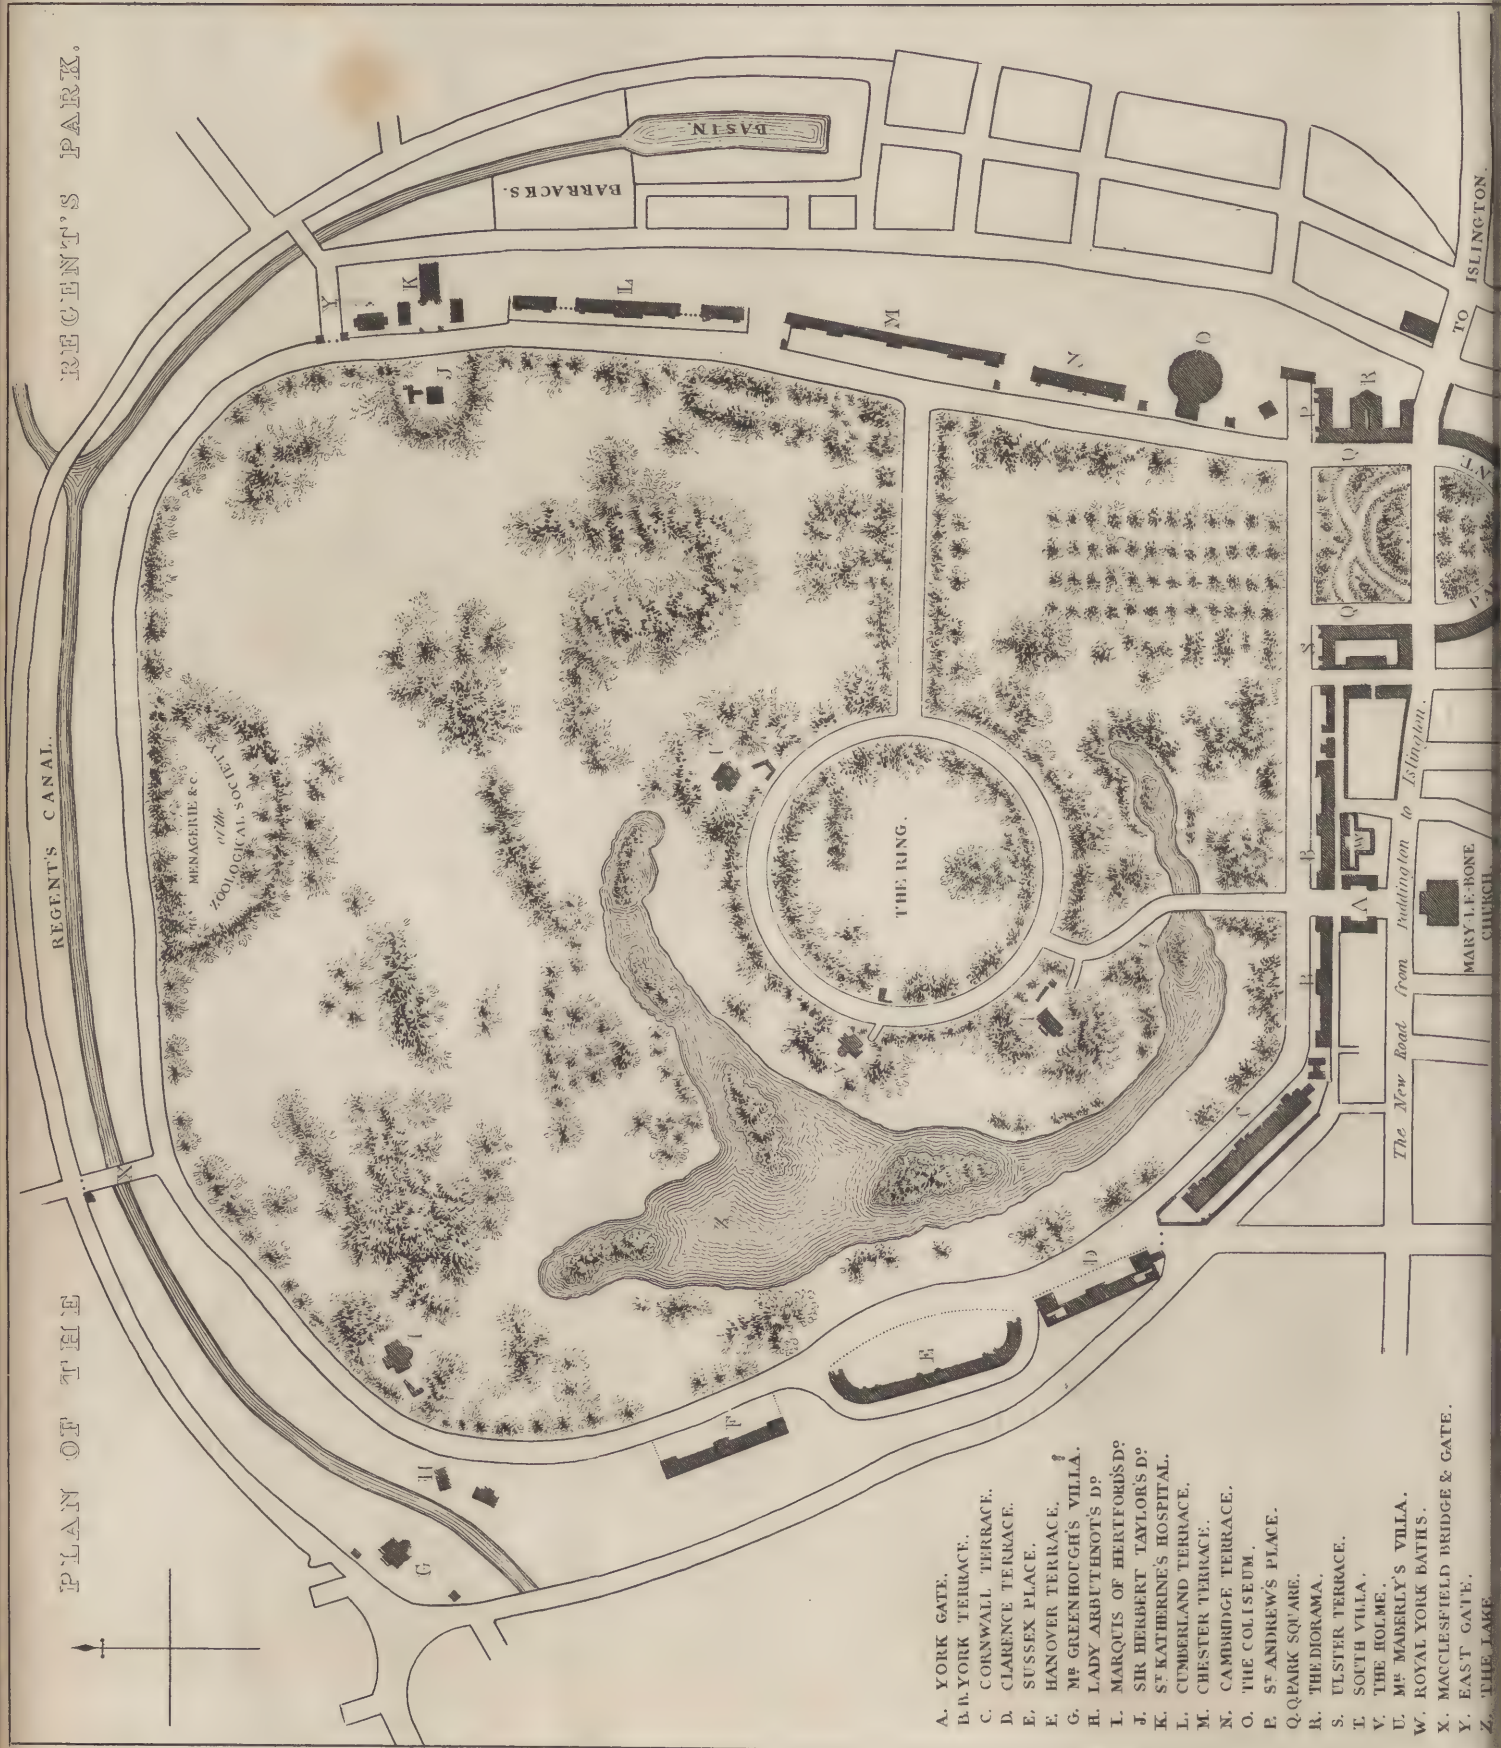 PLAN OF THE REGENT'S PARK.
REGENT'S CANAL.
BASIN.
BARRACKS.
MENAGERIE &c.
of the
ZOOLOGICAL SOCIETY
THE RING.
TO ISLINGTON.
The New Road from Paddington to Islington.
MARY-LE-BONE
CHURCH.
Y
K
L
J
M
N
O
P
R
Q
Q
S
B
A
W
B
X
Z
D
E
F
I
H
G
V
A. YORK GATE.
B.B. YORK TERRACE.
C. CORNWALL TERRACE.
D. CLARENCE TERRACE.
E. SUSSEX PLACE.
F. HANOVER TERRACE.
G. MR GREENHOUGH'S VILLA.
H. LADY ARBUTHNOT'S Do
I. MARQUIS OF HERTFORD'S Do
J. SIR HERBERT TAYLOR'S Do
K. ST KATHERINE'S HOSPITAL.
L. CUMBERLAND TERRACE.
M. CHESTER TERRACE.
N. CAMBRIDGE TERRACE.
O. THE COLISEUM.
P. ST ANDREW'S PLACE.
Q.Q. PARK SQUARE.
R. THE DIORAMA.
S. ULSTER TERRACE.
T. SOUTH VILLA.
V. THE HOLME.
U. MR MABERLY'S VILLA.
W. ROYAL YORK BATHS.
X. MACCLESFIELD BRIDGE & GATE.
Y. EAST GATE.
Z. THE LAKE